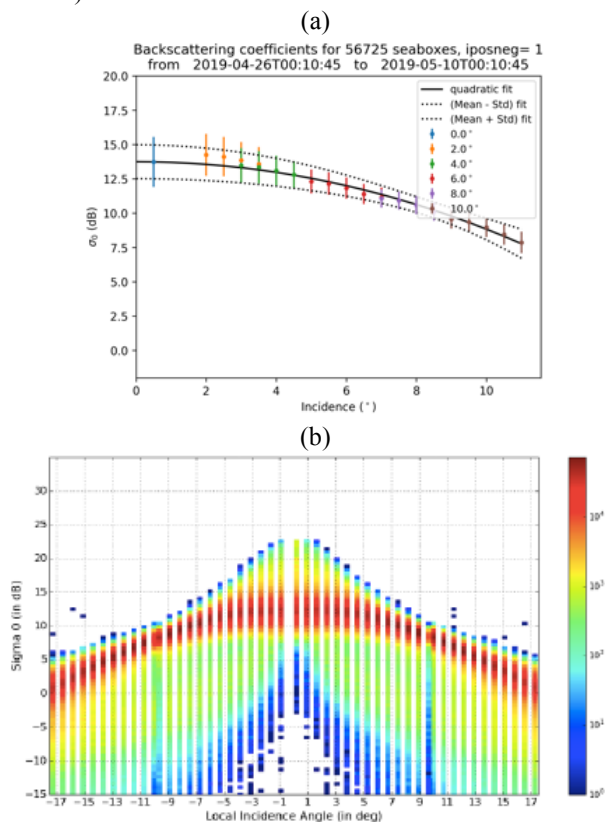 (a)
Backscattering coefficients for 56725 seaboxes, iposneg= 1
from 2019-04-26T00:10:45 to 2019-05-10T00:10:45
20.0
17.5
15.0
12.5
10.0
7.5
5.0
2.5
0.0
σ₀ (dB)
quadratic fit
(Mean - Std) fit
(Mean + Std) fit
0.0°
2.0°
4.0°
6.0°
8.0°
10.0°
0 2 4 6 8 10
Incidence (°)
(b)
30
25
20
15
10
5
0
−5
−10
−15
Sigma 0 (in dB)
10⁴
10³
10²
10¹
10⁰
−17 −15 −13 −11 −9 −7 −5 −3 −1 1 3 5 7 9 11 13 15 17
Local Incidence Angle (in deg)